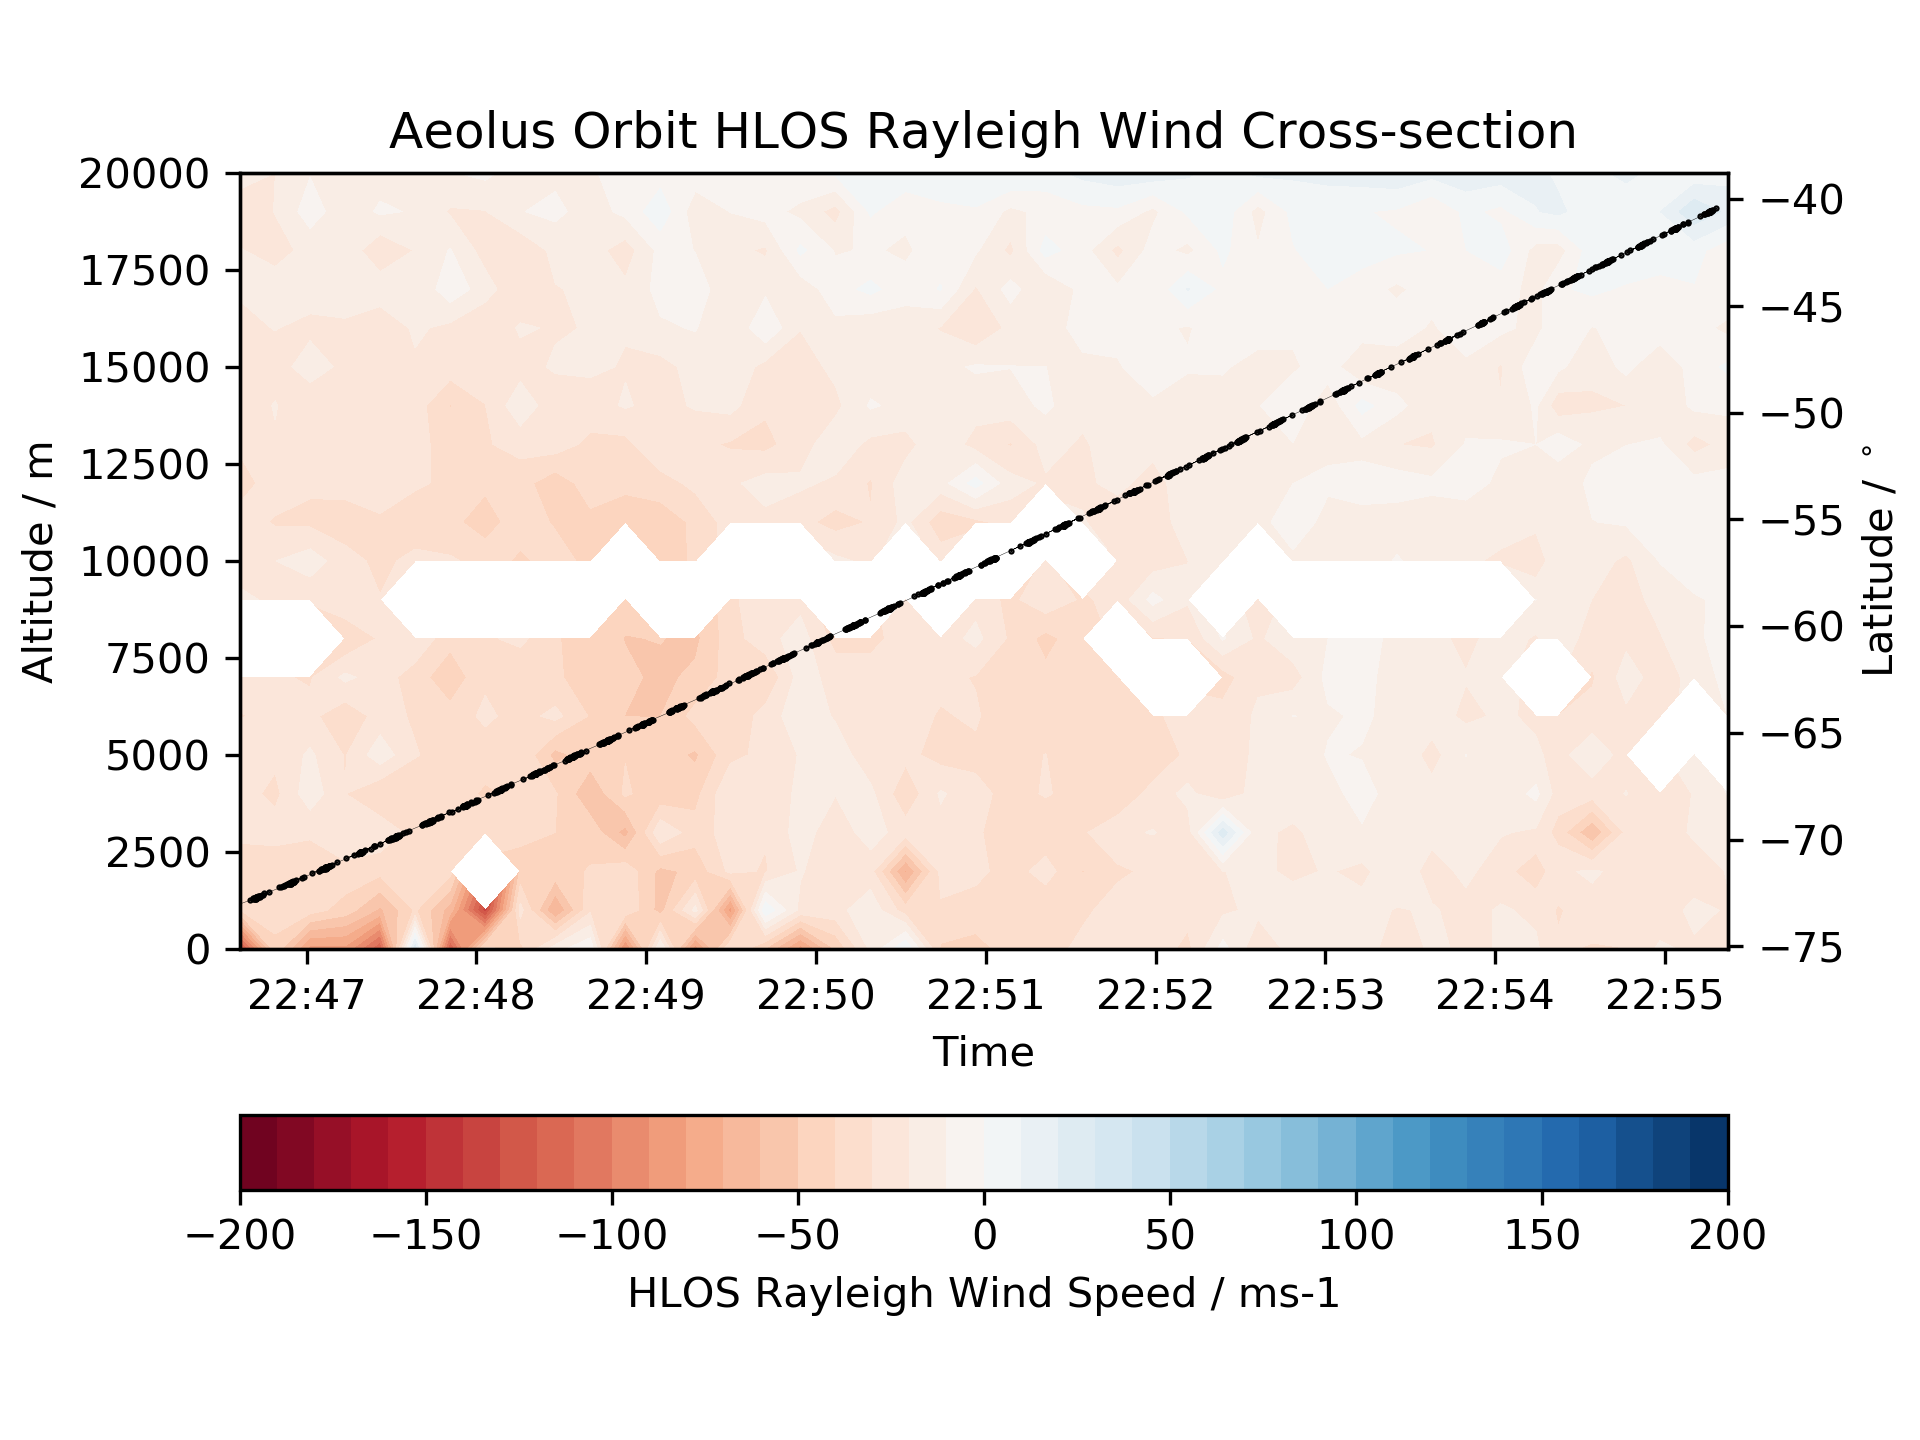 Aeolus Orbit HLOS Rayleigh Wind Cross-section
20000
17500
15000
12500
10000
7500
5000
2500
0
Altitude / m
−40
−45
−50
−55
−60
−65
−70
−75
Latitude / °
22:47 22:48 22:49 22:50 22:51 22:52 22:53 22:54 22:55
Time
−200 −150 −100 −50 0 50 100 150 200
HLOS Rayleigh Wind Speed / ms-1